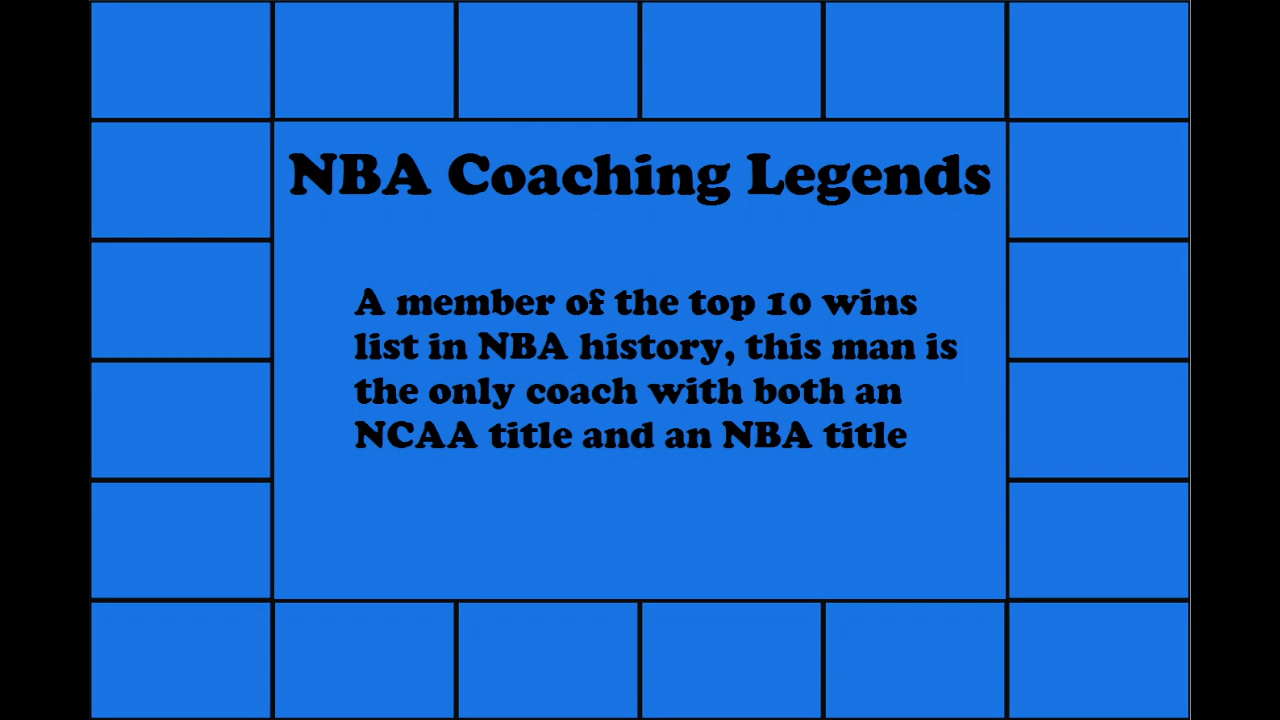 NBA Coaching Legends
A member of the top 10 wins
list in NBA history, this man is
the only coach with both an
NCAA title and an NBA title